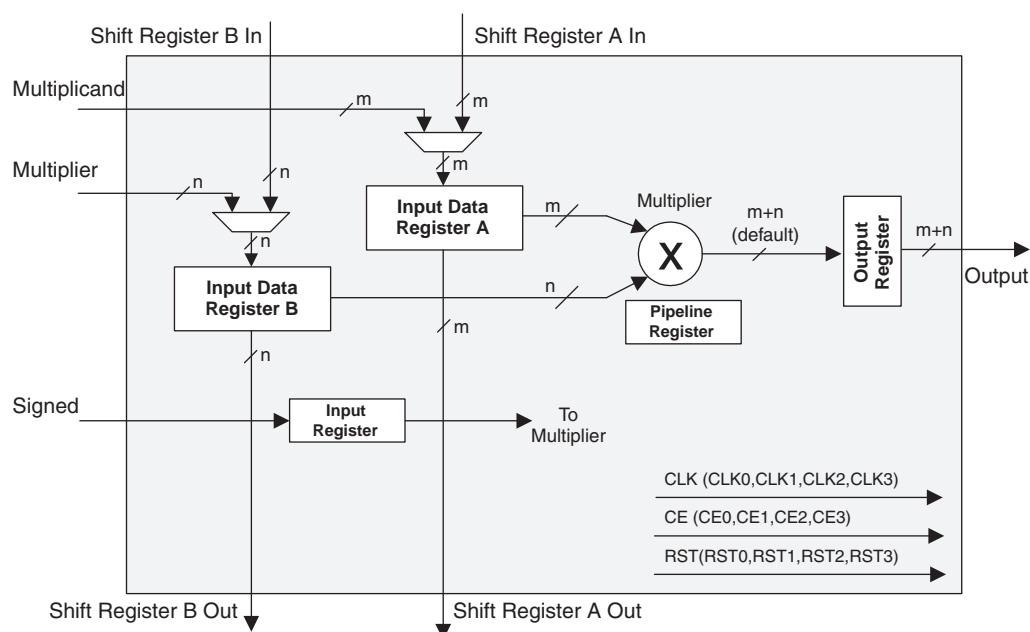 Shift Register B In
Shift Register A In
Multiplicand
m
m
Multiplier
n
n
m
Input Data
Register A
m
Multiplier
X
m+n
(default)
Output
Register
m+n
Output
n
Input Data
Register B
n
Pipeline
Register
m
n
Signed
Input
Register
To
Multiplier
CLK (CLK0,CLK1,CLK2,CLK3)
CE (CE0,CE1,CE2,CE3)
RST(RST0,RST1,RST2,RST3)
Shift Register B Out
Shift Register A Out